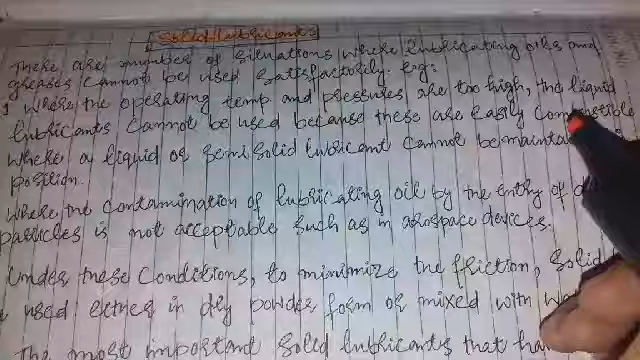 Solid Lubricants
There are number of situations where lubricating oils and
greases cannot be used satisfactorily. e.g:
1 Where the operating temp and pressures are too high, the liquid
lubricants cannot be used because these are easily combustible
where a liquid or semisolid lubricant cannot be
position.
where the contamination of lubricating oil by the entry of
particles is not acceptable such as in aerospace devices.
Under these conditions, to minimize the friction, solid
used either in dry powder form or mixed with
The most important solid lubricants that